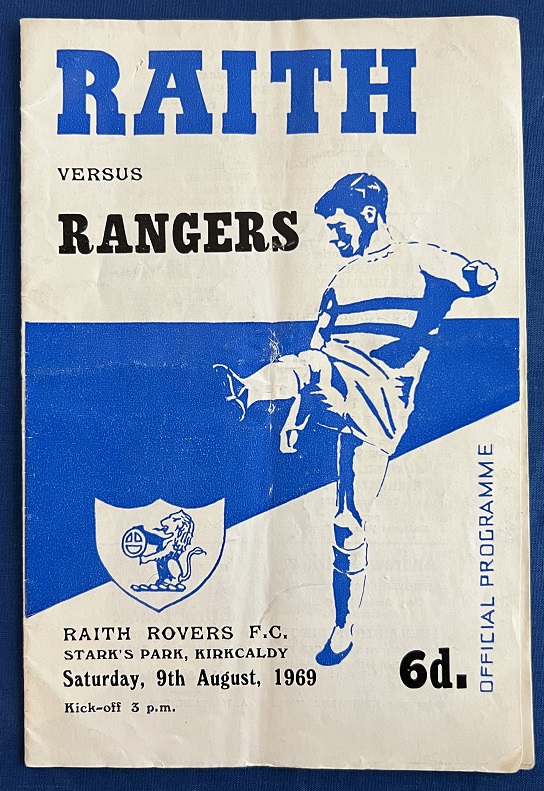 RAITH
VERSUS
RANGERS
OFFICIAL PROGRAMME
RAITH ROVERS F.C.
STARK'S PARK, KIRKCALDY
Saturday, 9th August, 1969
Kick-off 3 p.m.
6d.